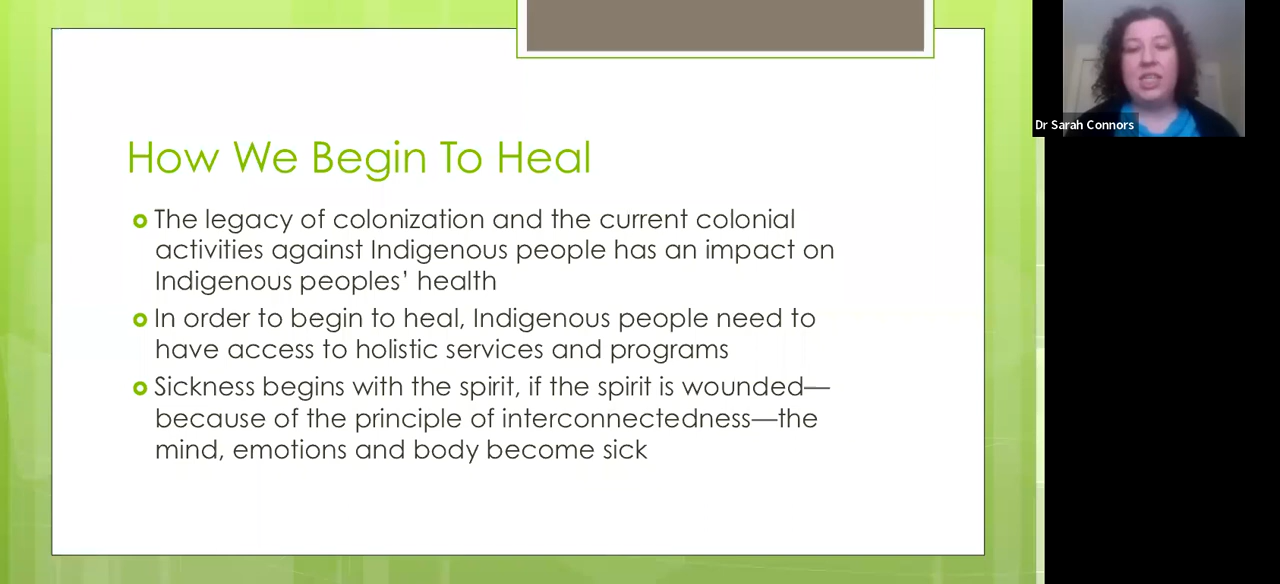 How We Begin To Heal
The legacy of colonization and the current colonial
activities against Indigenous people has an impact on
Indigenous peoples’ health
In order to begin to heal, Indigenous people need to
have access to holistic services and programs
Sickness begins with the spirit, if the spirit is wounded—
because of the principle of interconnectedness—the
mind, emotions and body become sick
Dr Sarah Connors